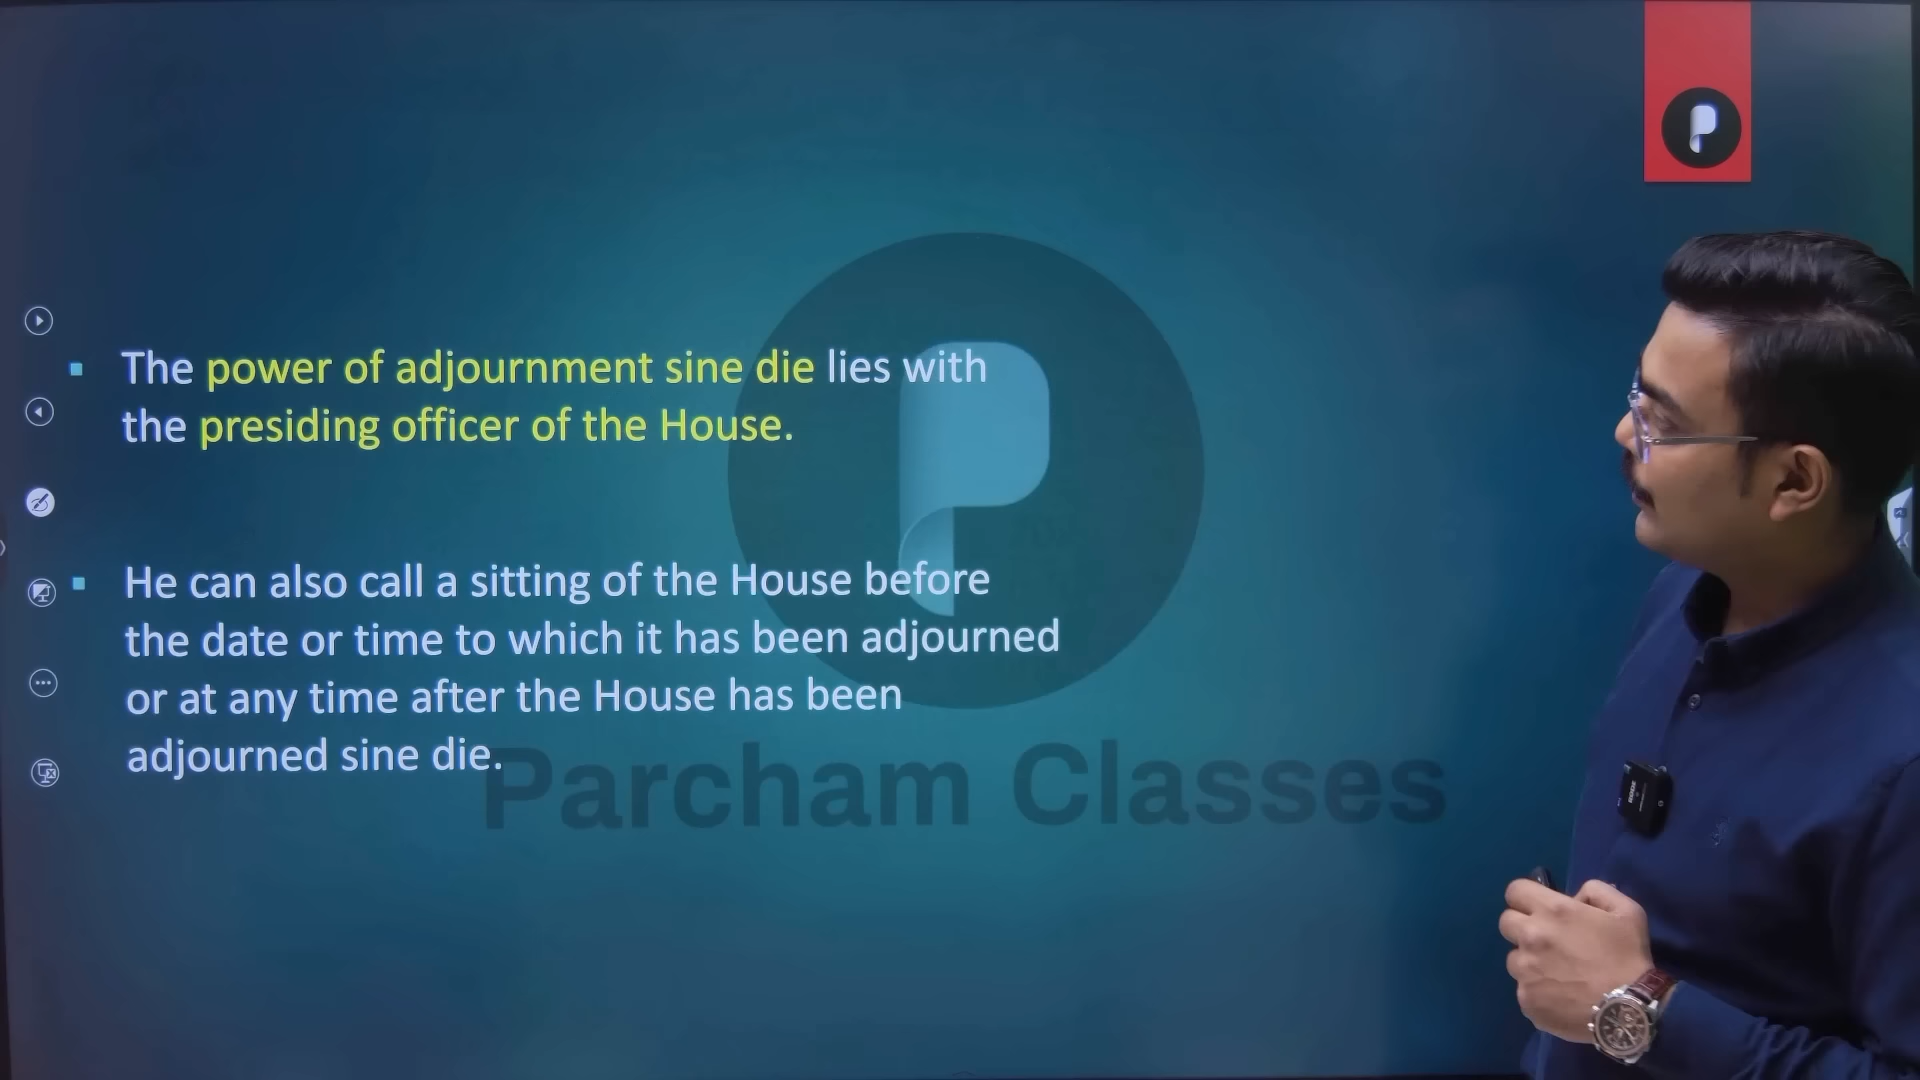 The power of adjournment sine die lies with
the presiding officer of the House.
He can also call a sitting of the House before
the date or time to which it has been adjourned
or at any time after the House has been
adjourned sine die.
Parcham Classes